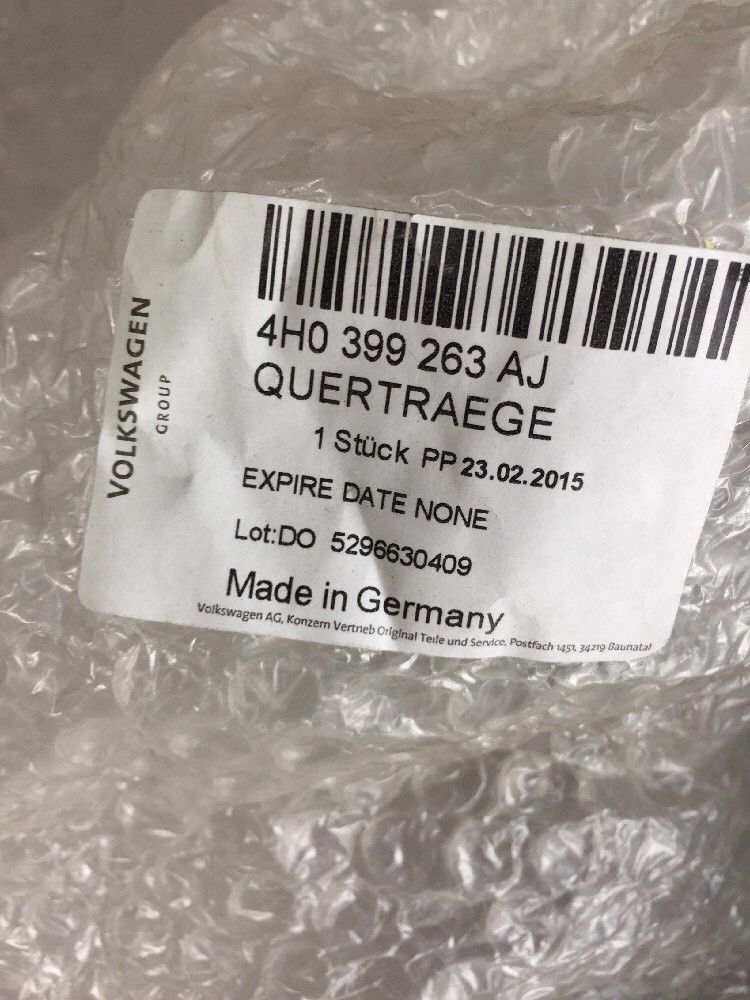 VOLKSWAGEN
GROUP
4H0 399 263 AJ
QUERTRAEGE
1 Stück PP 23.02.2015
EXPIRE DATE NONE
Lot:DO 5296630409
Made in Germany
Volkswagen AG, Konzern Vertrieb Original Teile und Service, Postfach 1451, 34219 Baunatal